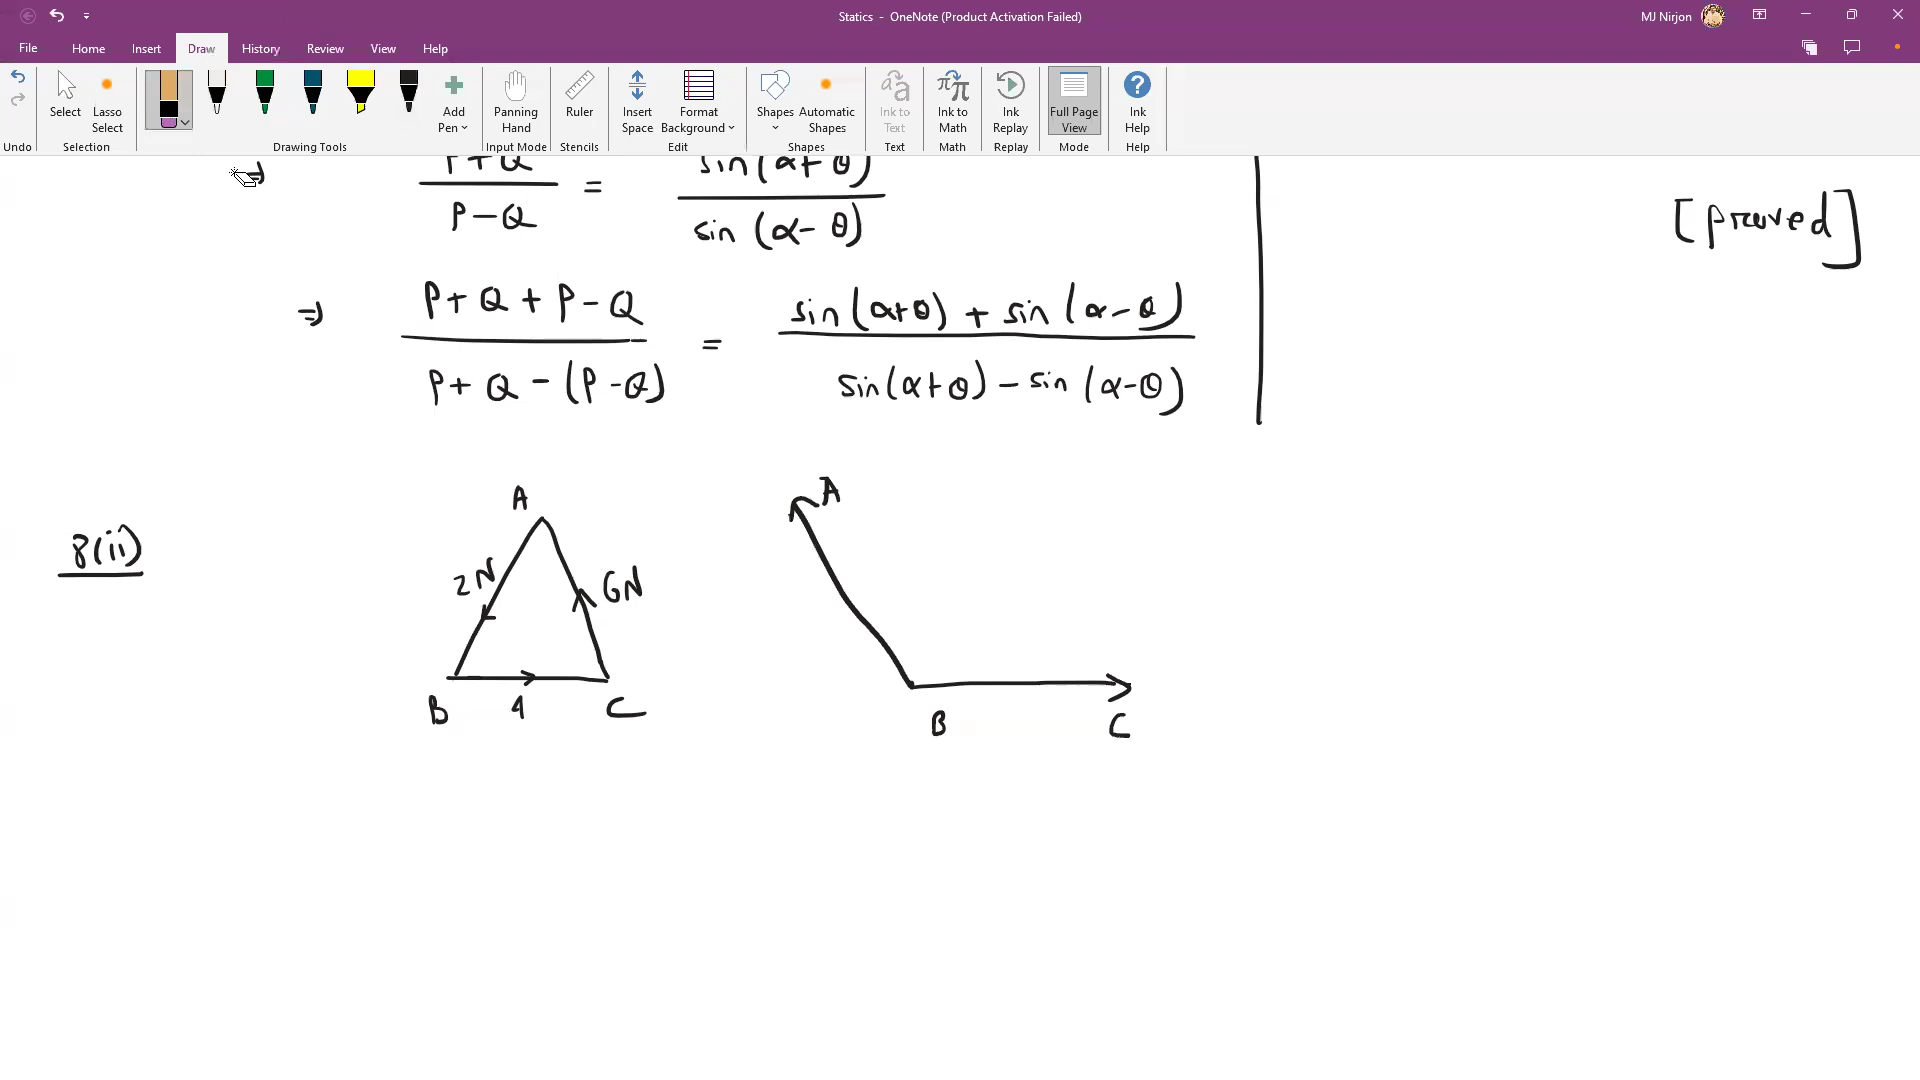 Statics - OneNote (Product Activation Failed)
MJ Nirjon
File Home Insert Draw History Review View Help
Select
Lasso Select
Add Pen
Panning Hand
Ruler
Insert Space
Format Background
Shapes
Automatic Shapes
Ink to Text
Ink to Math
Ink Replay
Full Page View
Ink Help
Undo Selection Drawing Tools Input Mode Stencils Edit Shapes Text Math Replay Mode Help
⇒ P+Q / P-Q = sin(α+θ) / sin(α-θ)
[proved]
⇒ P+Q+P-Q / P+Q-(P-Q) = sin(α+θ)+sin(α-θ) / sin(α+θ)-sin(α-θ)
8(ii)
A
2N
6N
B 4 C
A
B C